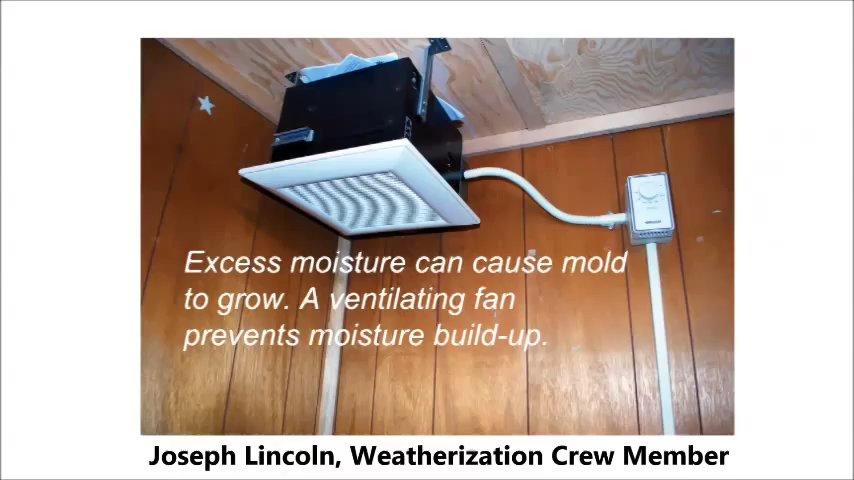 Excess moisture can cause mold
to grow. A ventilating fan
prevents moisture build-up.
Joseph Lincoln, Weatherization Crew Member